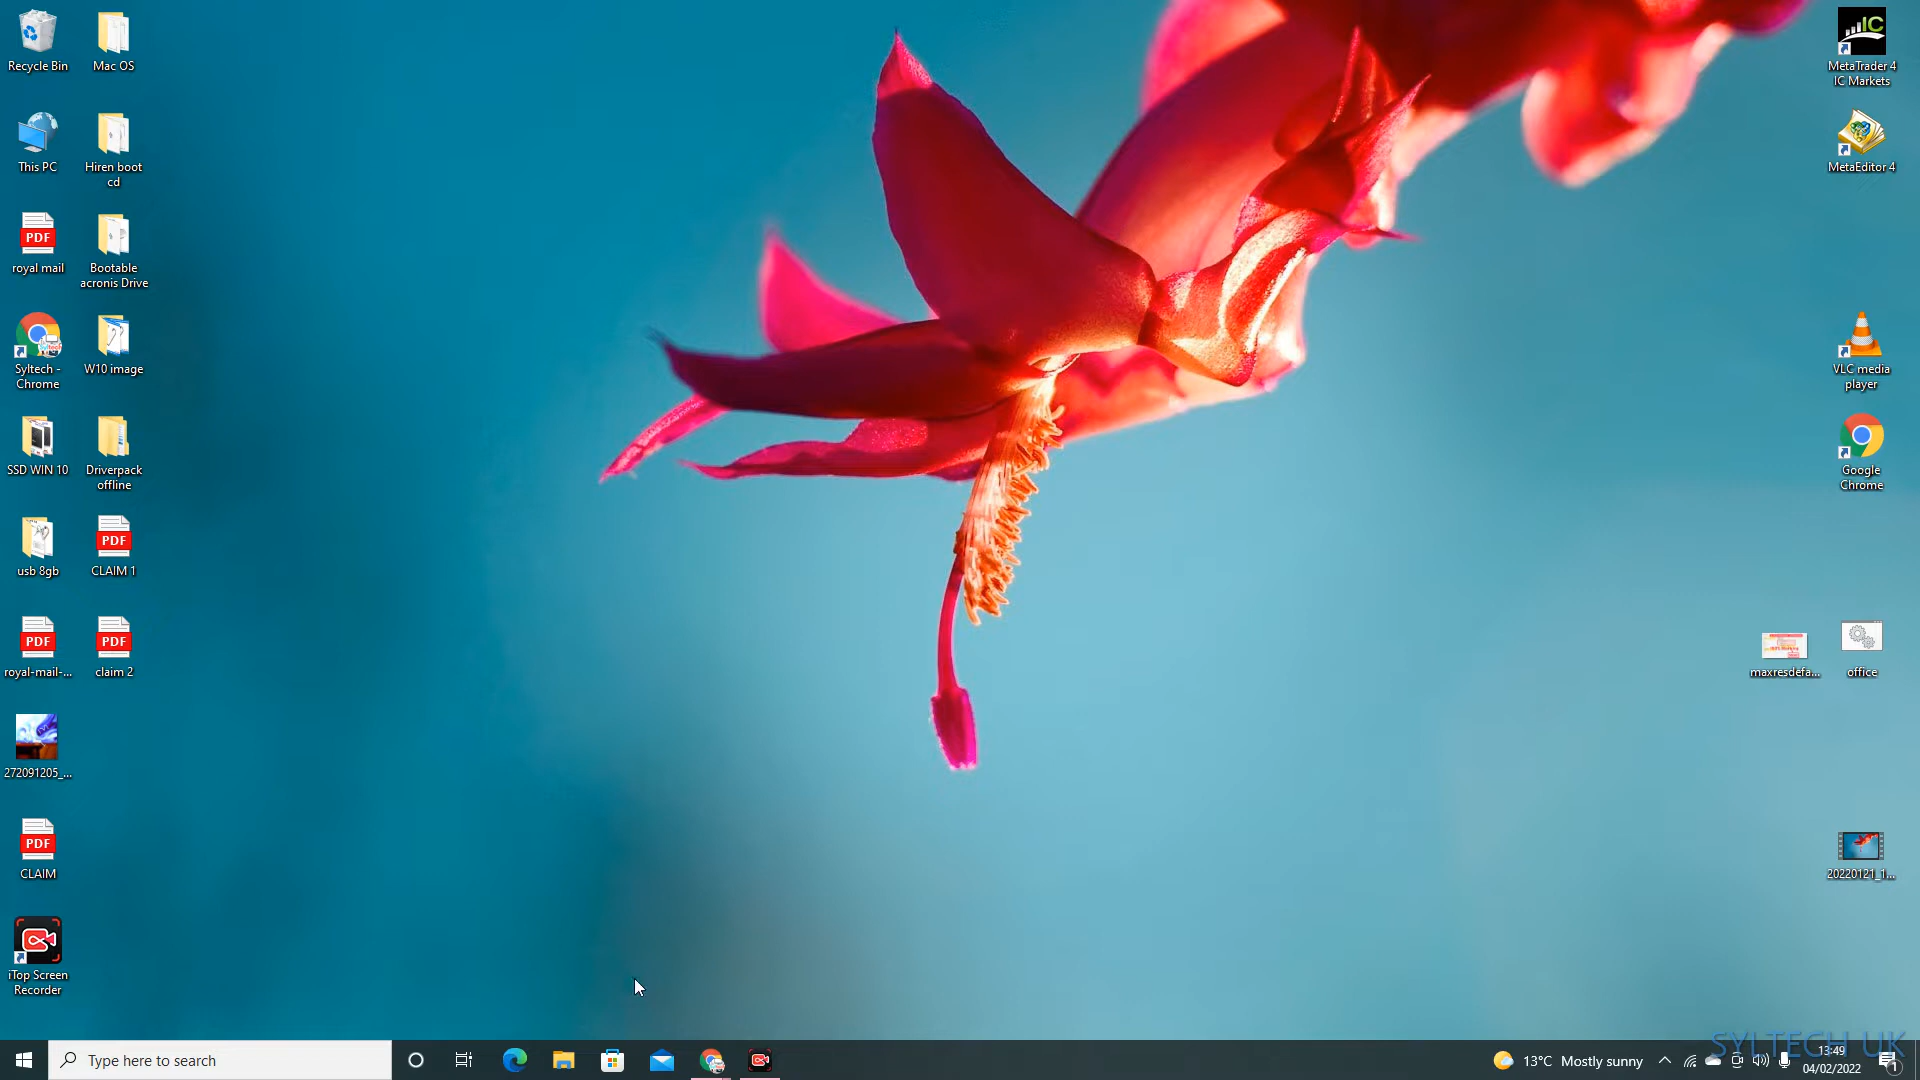 Recycle Bin
Mac OS
This PC
Hiren boot
cd
PDF
royal mail
Bootable
acronis Drive
Syltech -
Chrome
W10 image
SSD WIN 10
Driverpack
offline
usb 8gb
PDF
CLAIM 1
PDF
royal-mail-...
PDF
claim 2
272091205_...
PDF
CLAIM
iTop Screen
Recorder
IC
MetaTrader 4
IC Markets
MetaEditor 4
VLC media
player
Google
Chrome
maxresdefa...
office
20220121_1...
Type here to search
13°C Mostly sunny
SYLTECH UK
13:49
04/02/2022
1